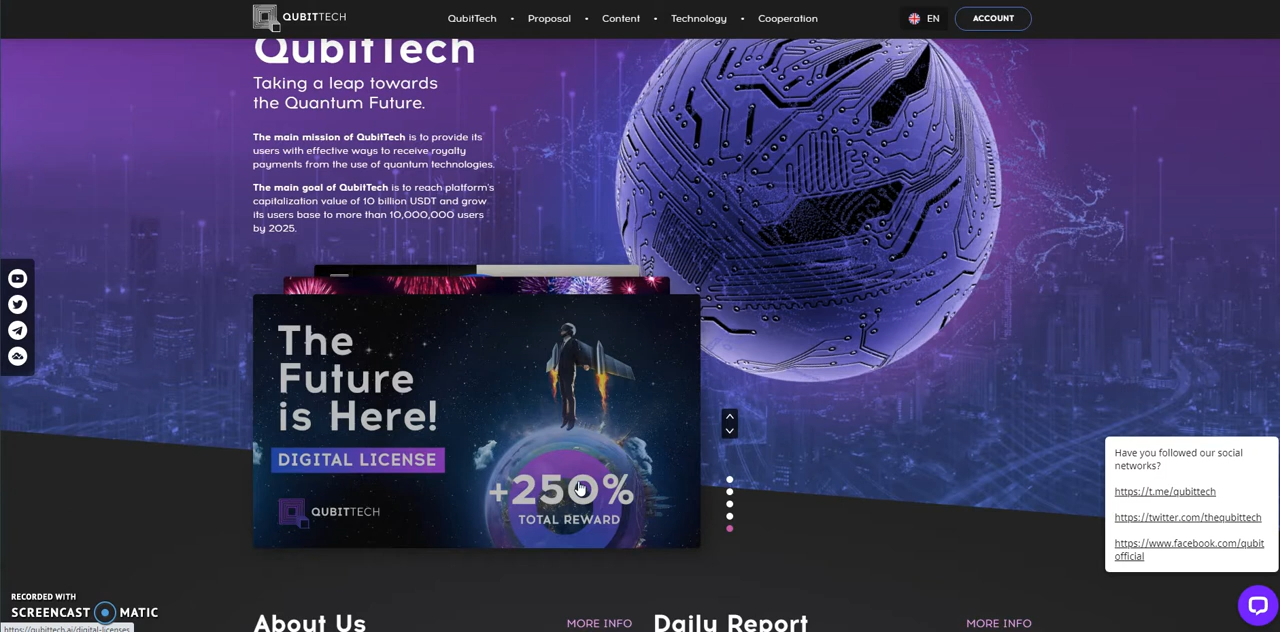 QUBITTECH
QubitTech • Proposal • Content • Technology • Cooperation
EN
ACCOUNT
QubitTech
Taking a leap towards
the Quantum Future.
The main mission of QubitTech is to provide its
users with effective ways to receive royalty
payments from the use of quantum technologies.
The main goal of QubitTech is to reach platform's
capitalization value of 10 billion USDT and grow
its users base to more than 10,000,000 users
by 2025.
The
Future
is Here!
DIGITAL LICENSE
+250%
TOTAL REWARD
QUBITTECH
Have you followed our social
networks?
https://t.me/qubittech
https://twitter.com/thequbittech
https://www.facebook.com/qubit
official
RECORDED WITH
SCREENCAST MATIC
About Us
MORE INFO
Daily Report
MORE INFO
https://qubittech.ai/digital-licenses